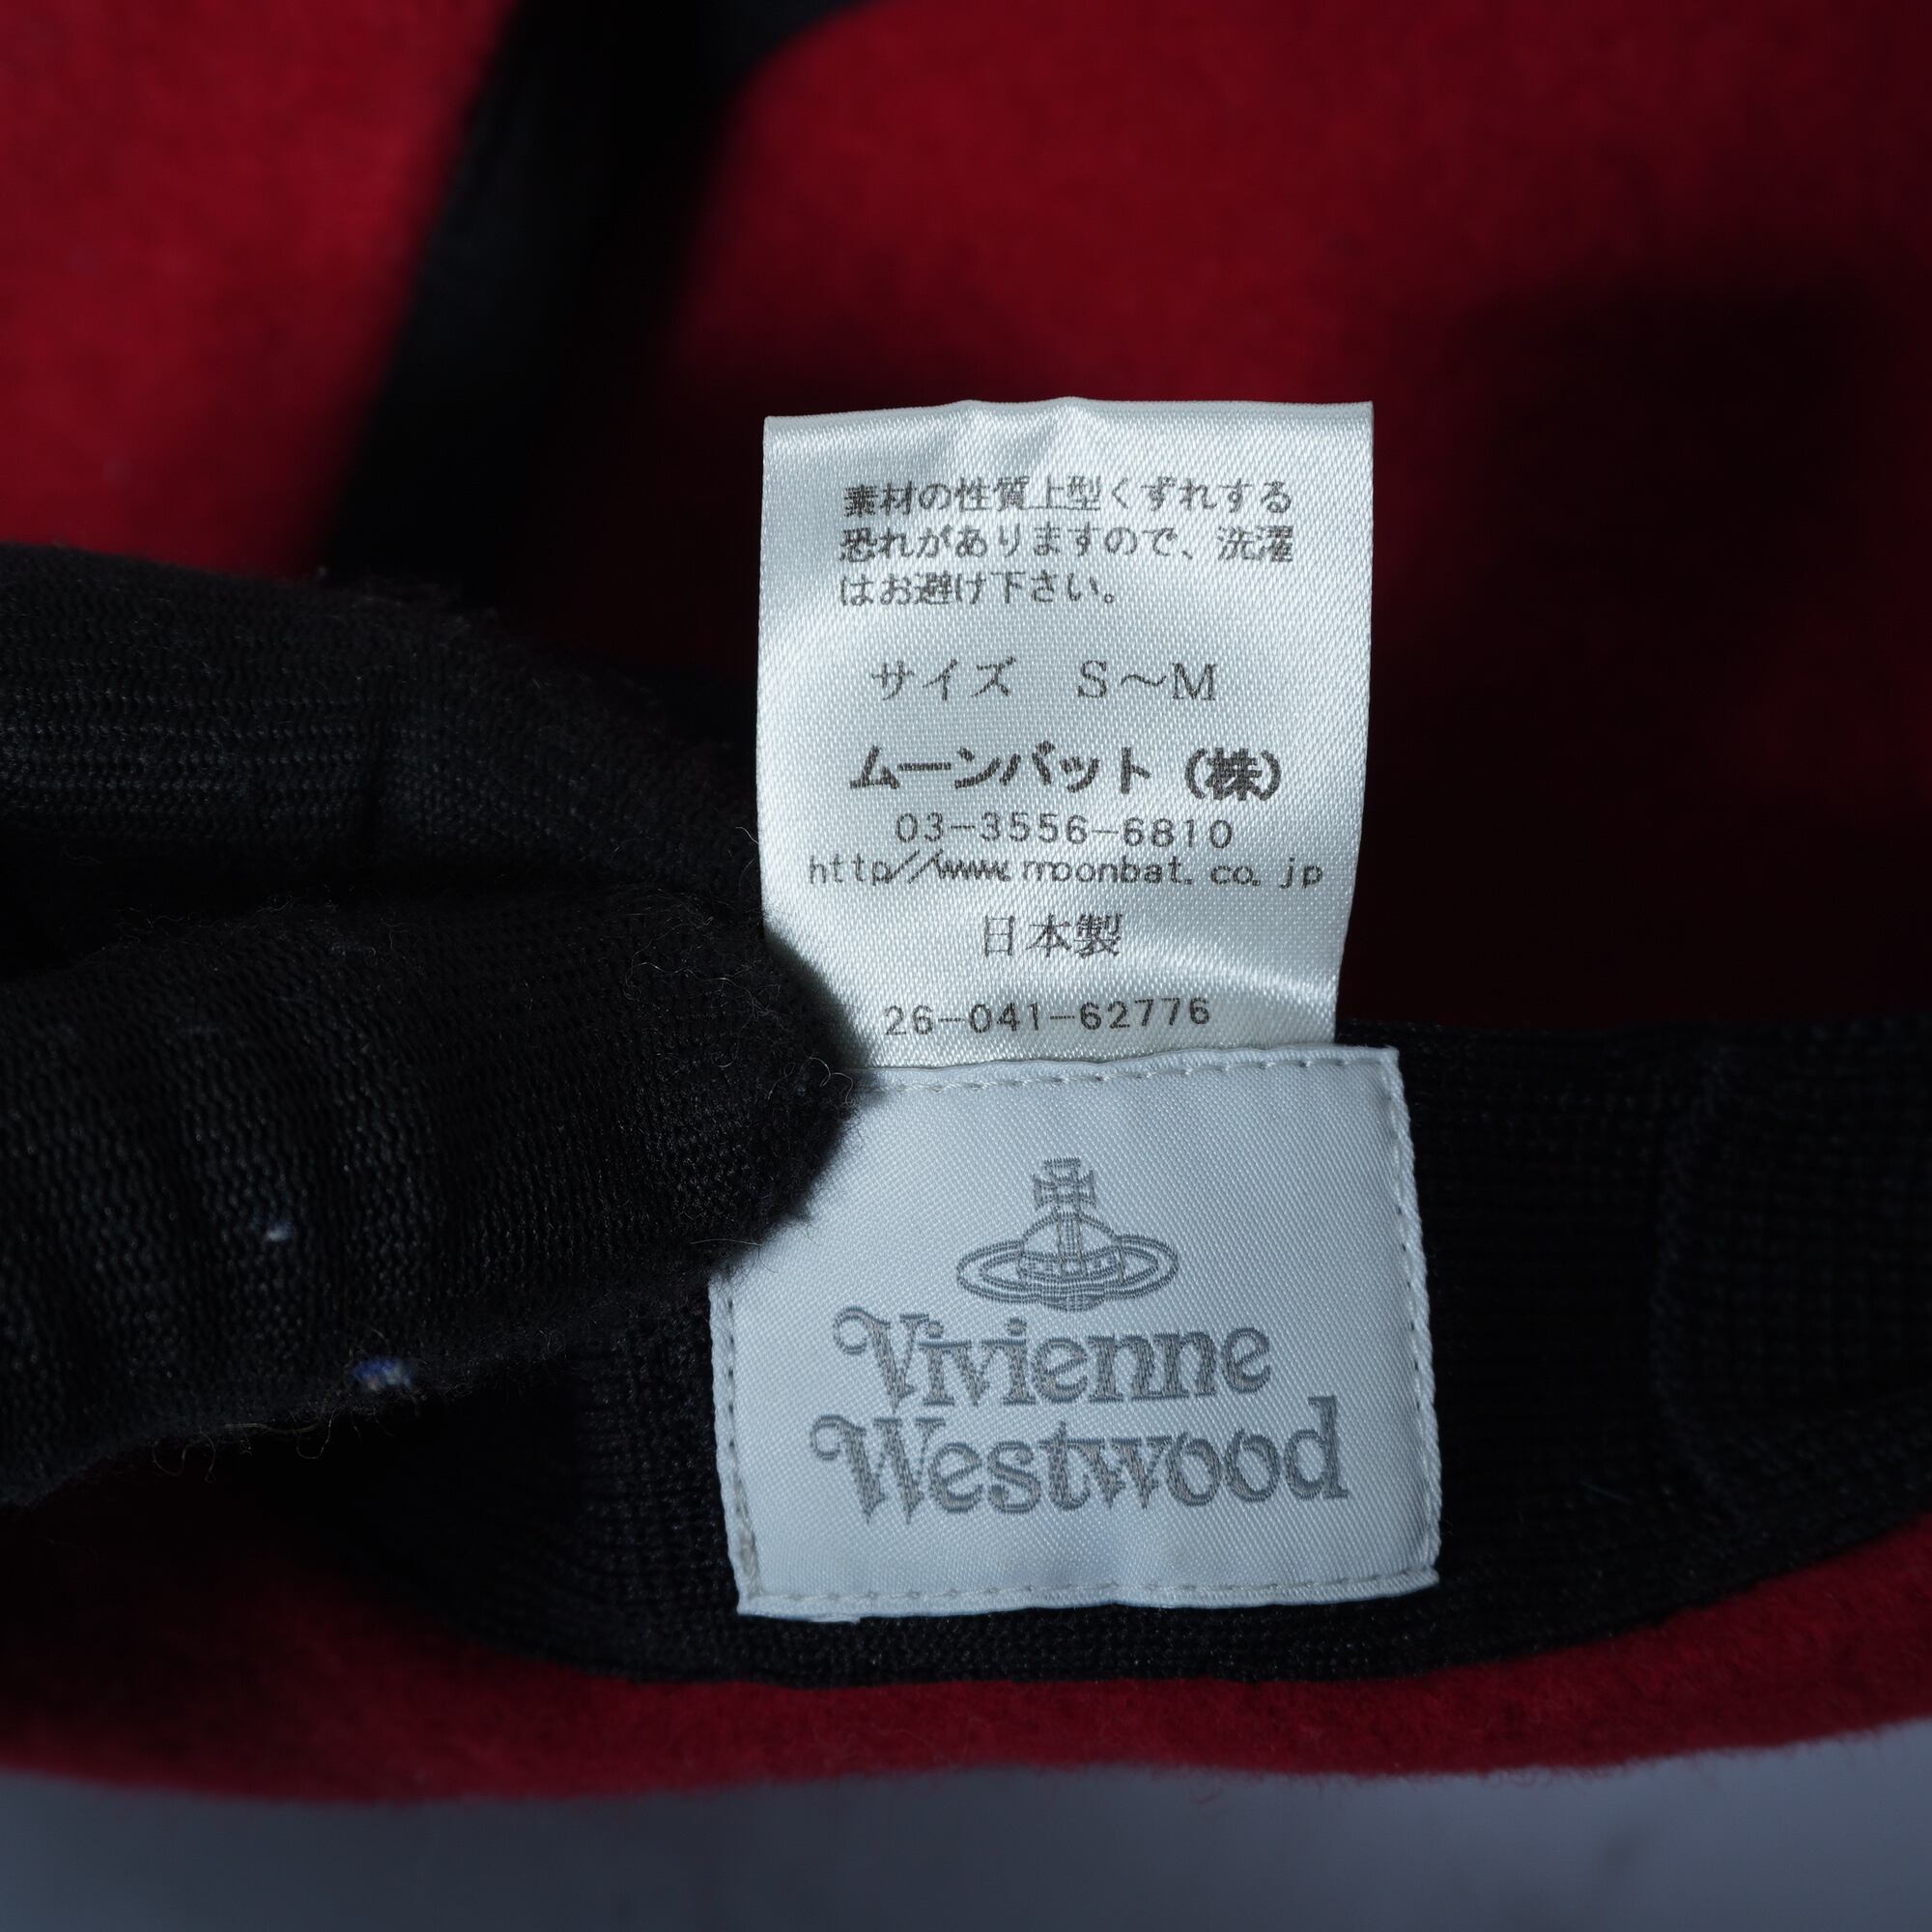 素材の性質上型くずれする
恐れがありますので、洗濯
はお避け下さい。
サイズ　S～M
ムーンバット（株）
03-3556-6810
http//www.moonbat.co.jp
日本製
26-041-62776
Vivienne
Westwood